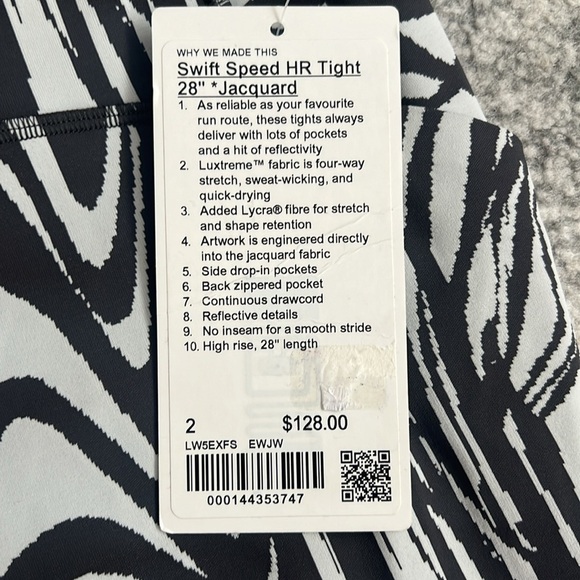 WHY WE MADE THIS
Swift Speed HR Tight
28" *Jacquard
1. As reliable as your favourite
run route, these tights always
deliver with lots of pockets
and a hit of reflectivity
2. Luxtreme™ fabric is four-way
stretch, sweat-wicking, and
quick-drying
3. Added Lycra® fibre for stretch
and shape retention
4. Artwork is engineered directly
into the jacquard fabric
5. Side drop-in pockets
6. Back zippered pocket
7. Continuous drawcord
8. Reflective details
9. No inseam for a smooth stride
10. High rise, 28" length
2 $128.00
LW5EXFS EWJW
000144353747